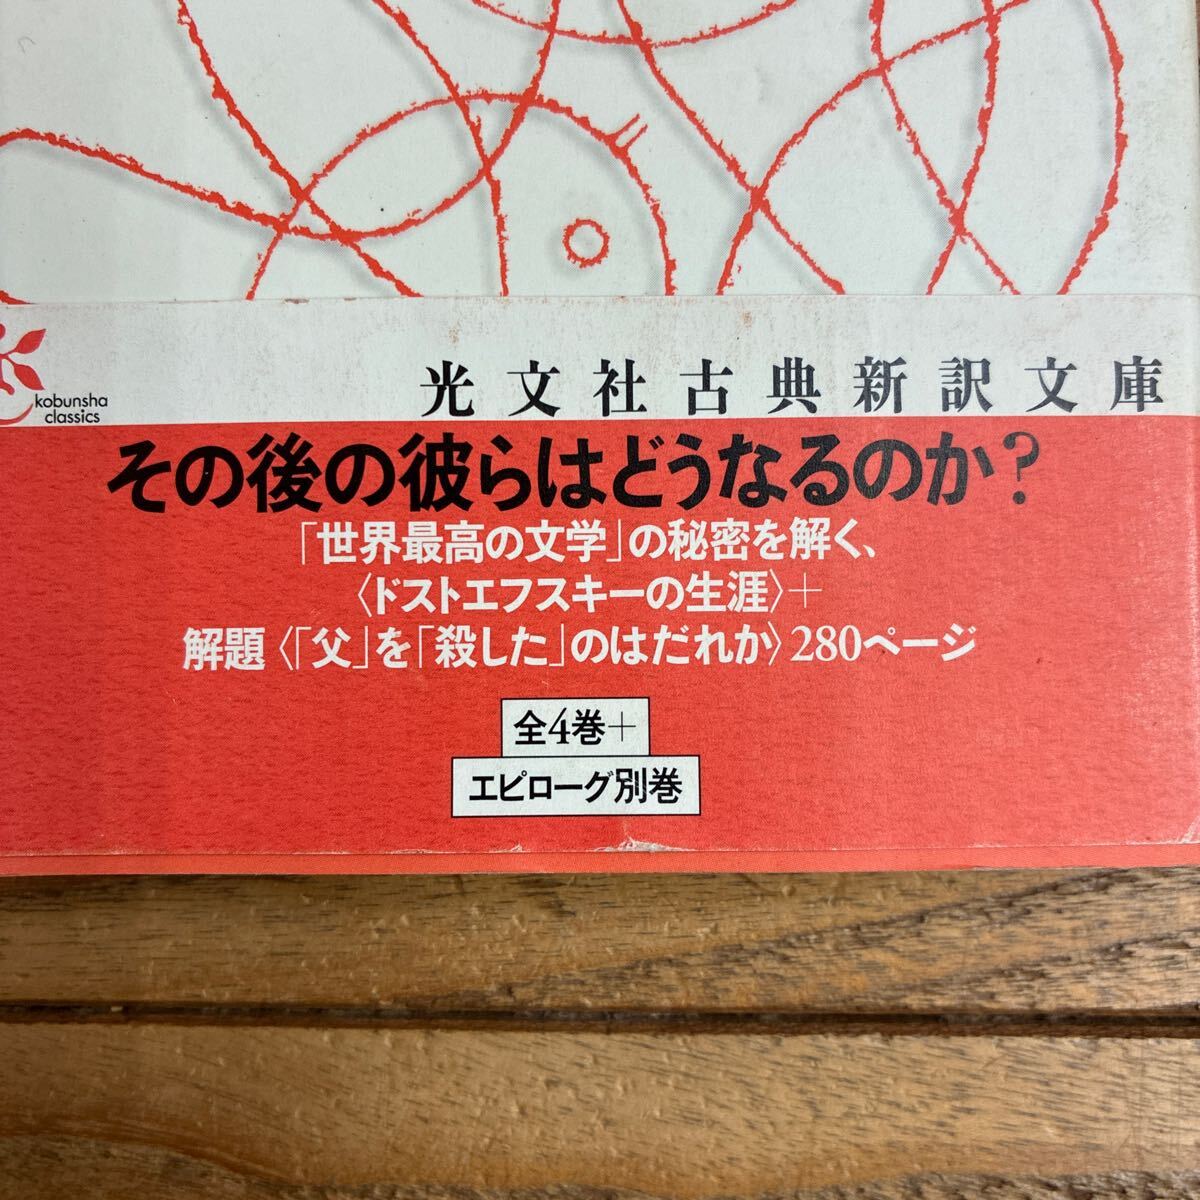 kobunsha
classics
光文社古典新訳文庫
その後の彼らはどうなるのか?
「世界最高の文学」の秘密を解く、
〈ドストエフスキーの生涯〉+
解題〈「父」を「殺した」のはだれか〉280ページ
全4巻+
エピローグ別巻